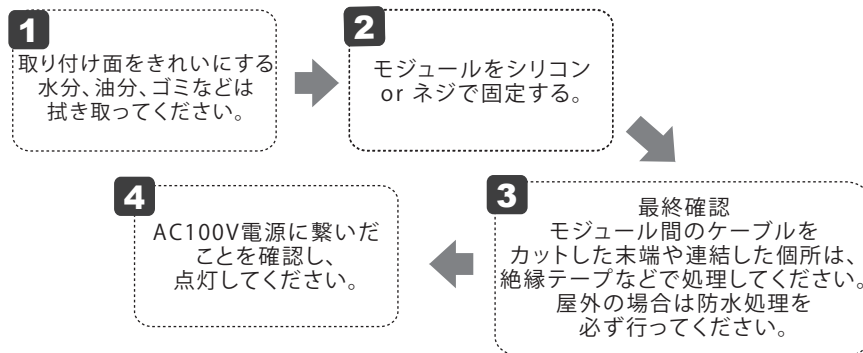 1
取り付け面をきれいにする
水分、油分、ゴミなどは
拭き取ってください。
2
モジュールをシリコン
or ネジで固定する。
3
最終確認
モジュール間のケーブルを
カットした末端や連結した個所は、
絶縁テープなどで処理してください。
屋外の場合は防水処理を
必ず行ってください。
4
AC100V電源に繋いだ
ことを確認し、
点灯してください。